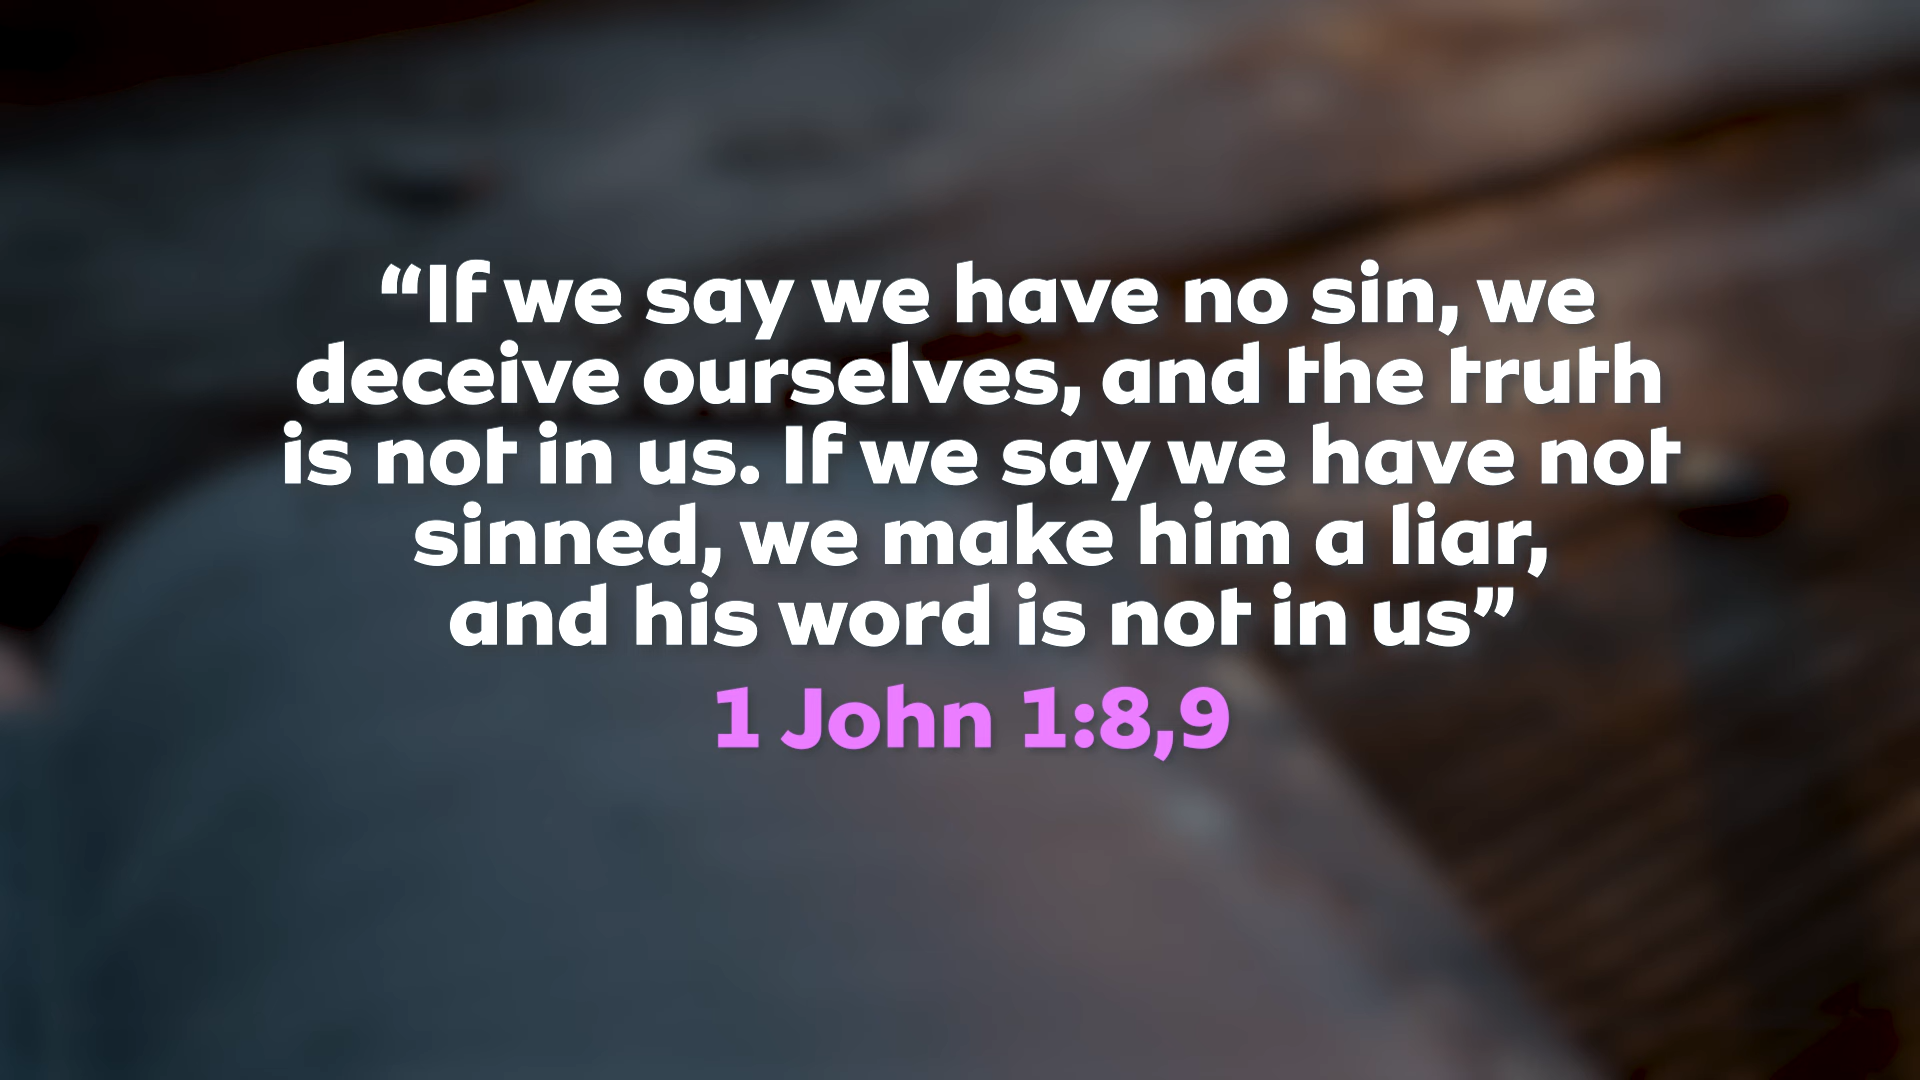 “If we say we have no sin, we
deceive ourselves, and the truth
is not in us. If we say we have not
sinned, we make him a liar,
and his word is not in us”
1 John 1:8,9